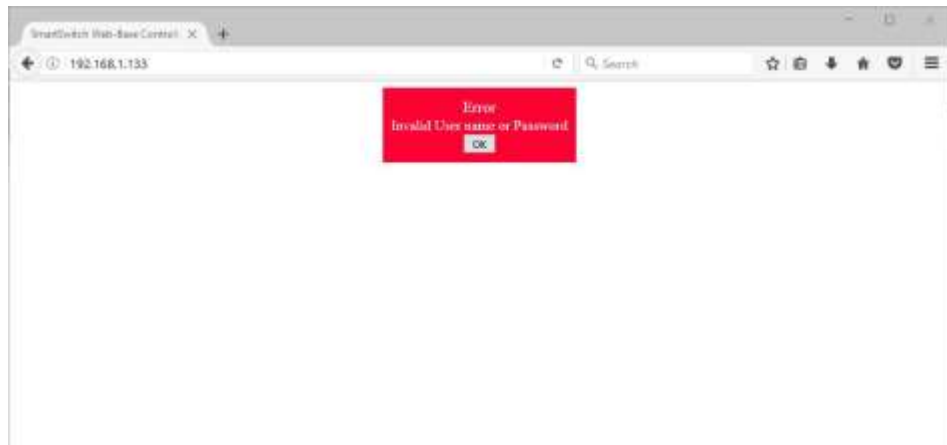 SmartSwitch Web-Base Control
192.168.1.133
Search
Error
Invalid User name or Password
OK